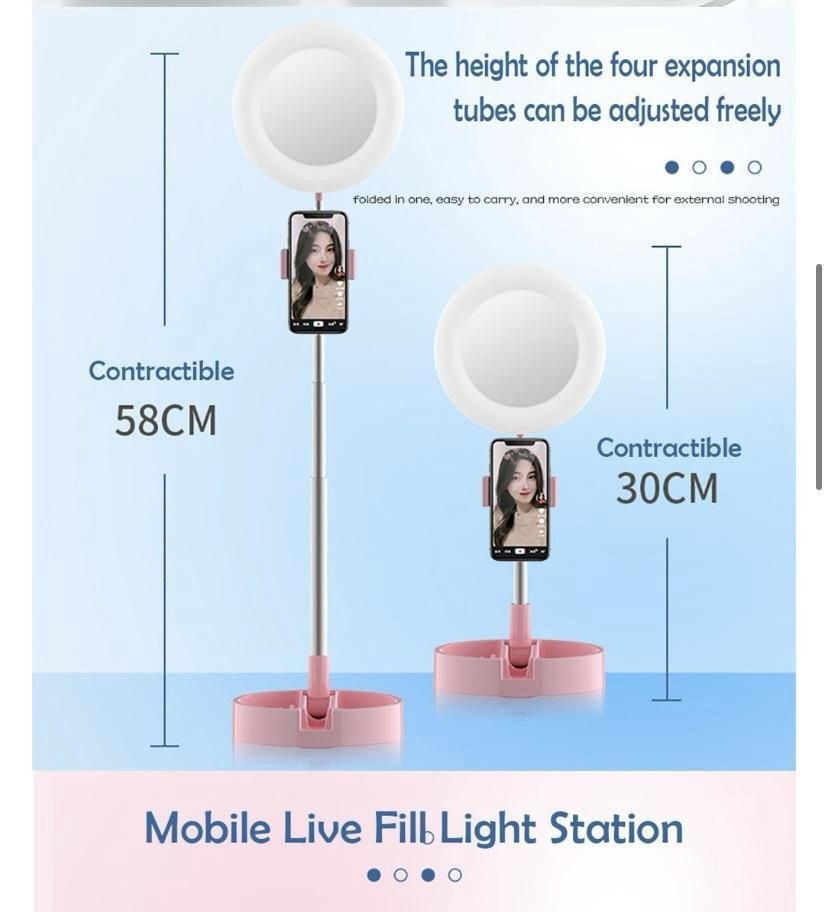 The height of the four expansion
tubes can be adjusted freely
folded in one, easy to carry, and more convenient for external shooting
Contractible
58CM
Contractible
30CM
Mobile Live Fill Light Station